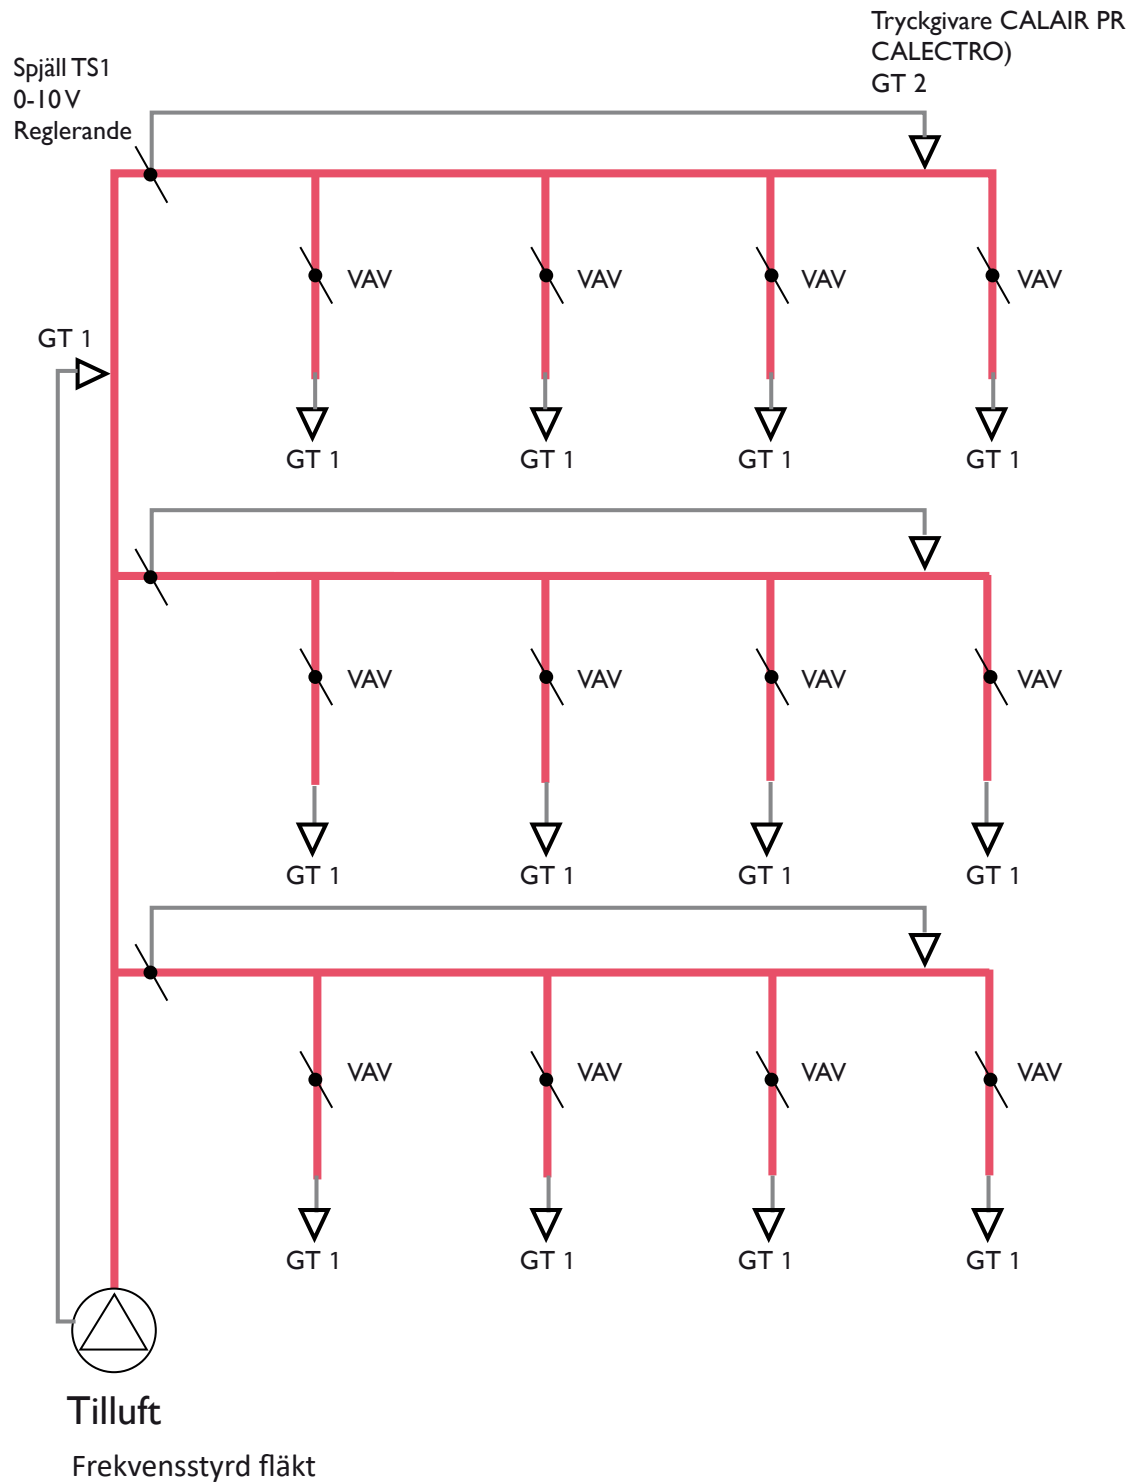 Tryckgivare CALAIR PR
CALECTRO)
GT 2
Spjäll TS1
0-10 V
Reglerande
VAV VAV VAV VAV
GT 1
GT 1 GT 1 GT 1 GT 1
VAV VAV VAV VAV
GT 1 GT 1 GT 1 GT 1
VAV VAV VAV VAV
GT 1 GT 1 GT 1 GT 1
Tilluft
Frekvensstyrd fläkt